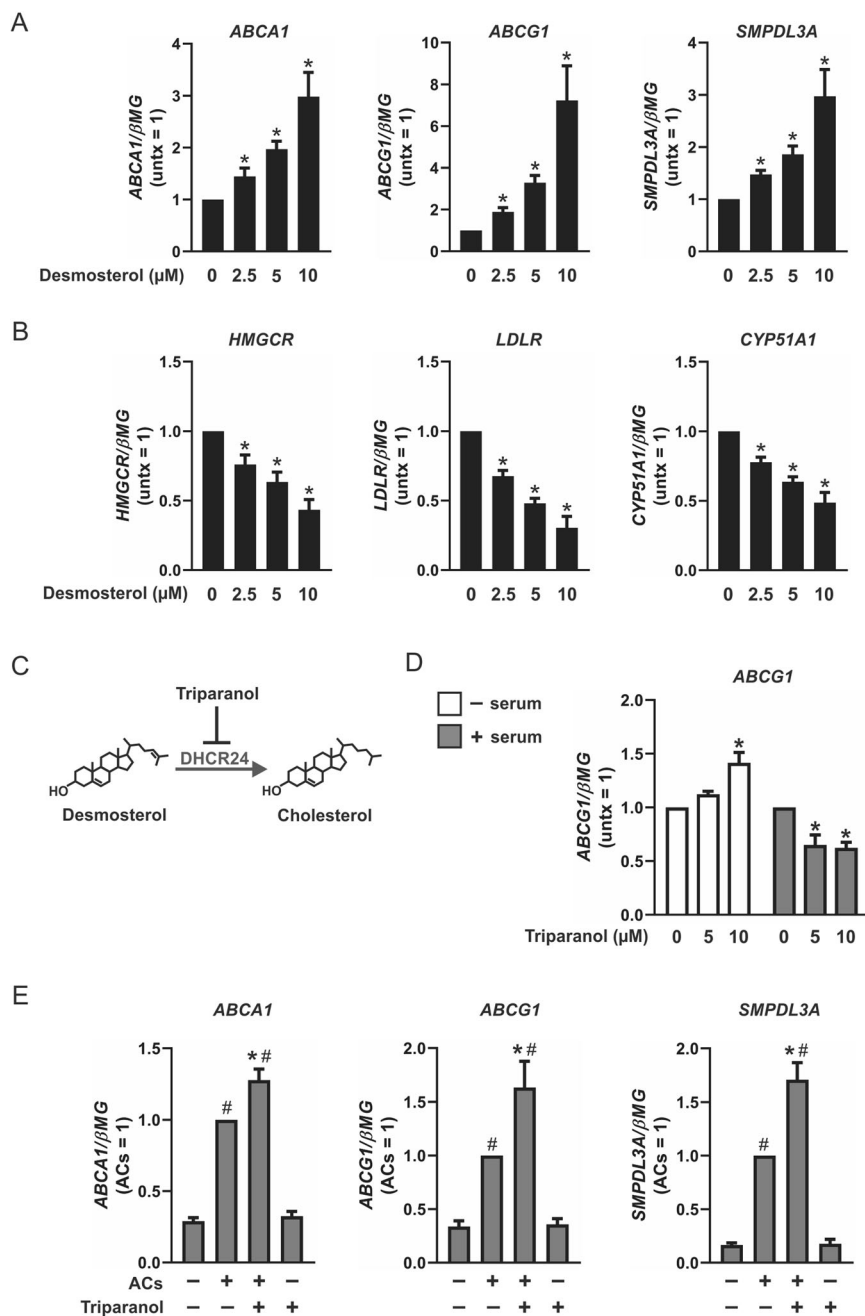 A
ABCA1
ABCG1
SMPDL3A
ABCA1/βMG
(untx = 1)
4
3
2
1
0
* * *
ABCG1/βMG
(untx = 1)
10
8
6
4
2
0
* * *
SMPDL3A/βMG
(untx = 1)
4
3
2
1
0
* * *
Desmosterol (μM) 0 2.5 5 10 0 2.5 5 10 0 2.5 5 10
B
HMGCR
LDLR
CYP51A1
HMGCR/βMG
(untx = 1)
1.5
1.0
0.5
0.0
* * *
LDLR/βMG
(untx = 1)
1.5
1.0
0.5
0.0
* * *
CYP51A1/βMG
(untx = 1)
1.5
1.0
0.5
0.0
* * *
Desmosterol (μM) 0 2.5 5 10 0 2.5 5 10 0 2.5 5 10
C
Triparanol
DHCR24
HO
HO
Desmosterol
Cholesterol
D
– serum
+ serum
ABCG1
ABCG1/βMG
(untx = 1)
2.0
1.5
1.0
0.5
0.0
* * *
Triparanol (μM) 0 5 10 0 5 10
E
ABCA1
ABCG1
SMPDL3A
ABCA1/βMG
(ACs = 1)
1.5
1.0
0.5
0.0
# *#
ABCG1/βMG
(ACs = 1)
2.0
1.5
1.0
0.5
0.0
# *#
SMPDL3A/βMG
(ACs = 1)
2.0
1.5
1.0
0.5
0.0
# *#
ACs – + + – – + + – – + + –
Triparanol – – + + – – + + – – + +